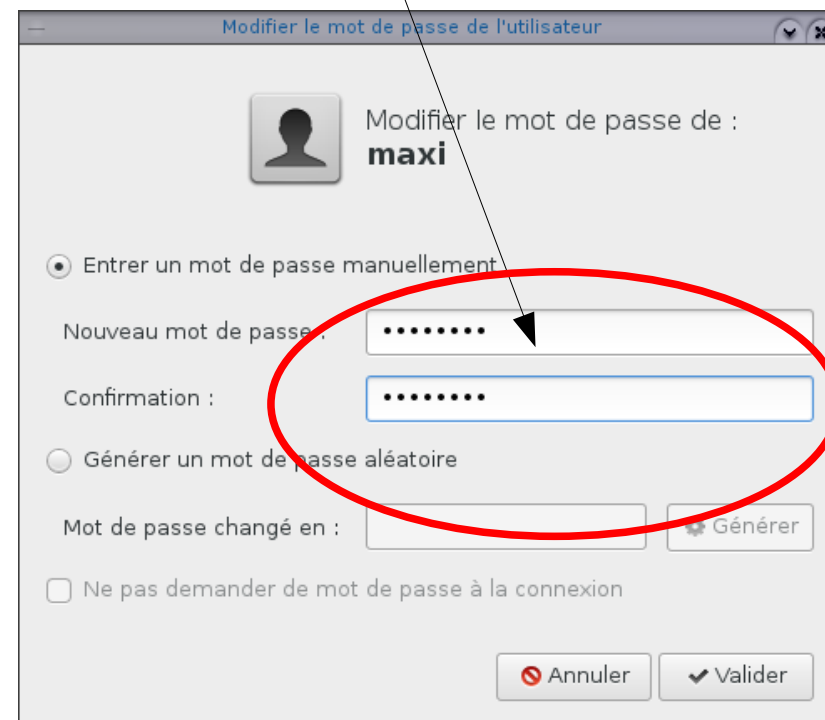 Modifier le mot de passe de l'utilisateur
Modifier le mot de passe de :
maxi
Entrer un mot de passe manuellement
Nouveau mot de passe : ••••••••
Confirmation : ••••••••
Générer un mot de passe aléatoire
Mot de passe changé en : Générer
Ne pas demander de mot de passe à la connexion
Annuler Valider